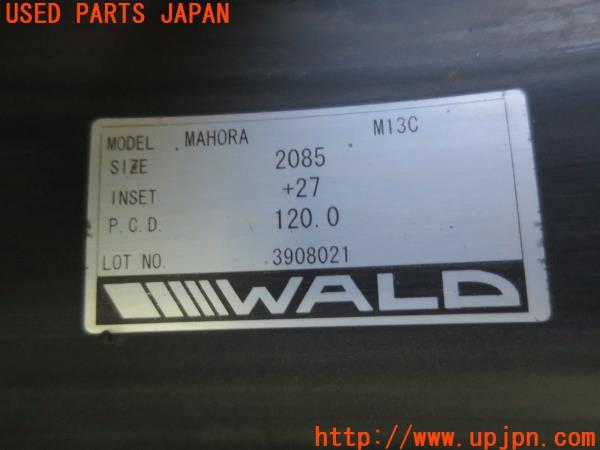 USED PARTS JAPAN
MODEL MAHORA M13C
SIZE 2085
INSET +27
P.C.D. 120.0
LOT NO. 3908021
WALD
http://www.upjpn.com